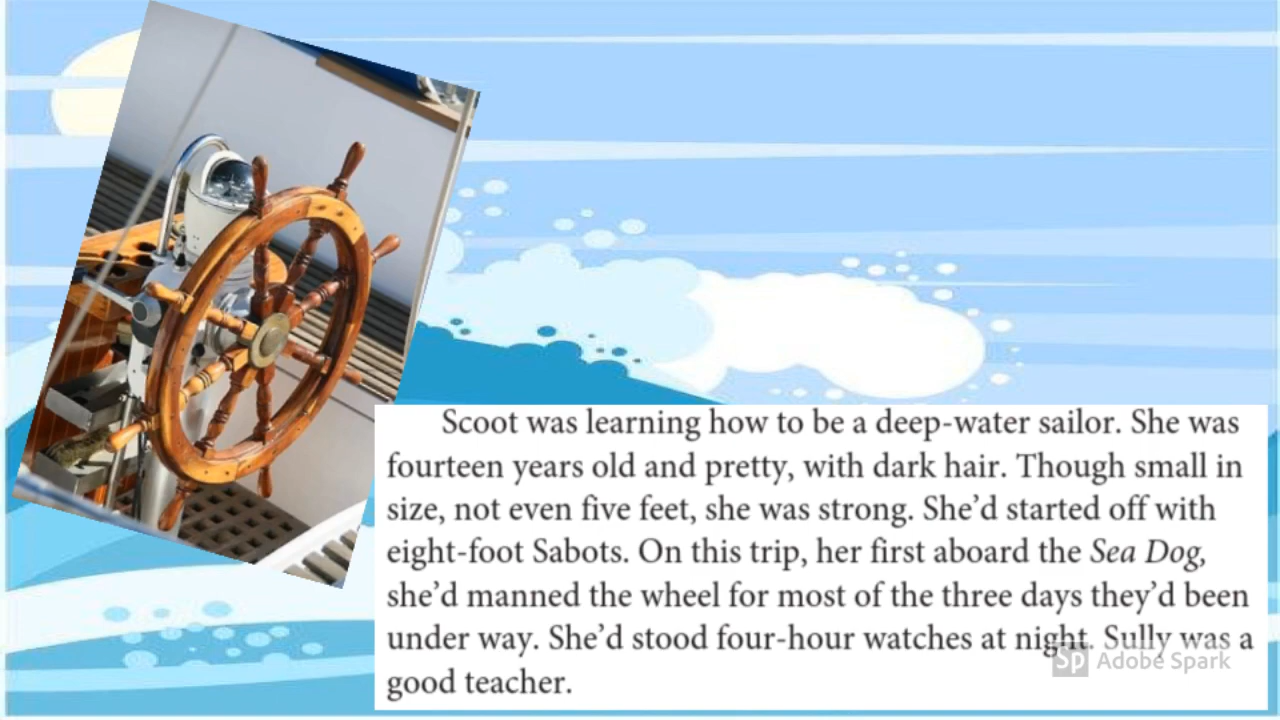 Scoot was learning how to be a deep-water sailor. She was
fourteen years old and pretty, with dark hair. Though small in
size, not even five feet, she was strong. She’d started off with
eight-foot Sabots. On this trip, her first aboard the Sea Dog,
she’d manned the wheel for most of the three days they’d been
under way. She’d stood four-hour watches at night. Sully was a
Sp Adobe Spark
good teacher.